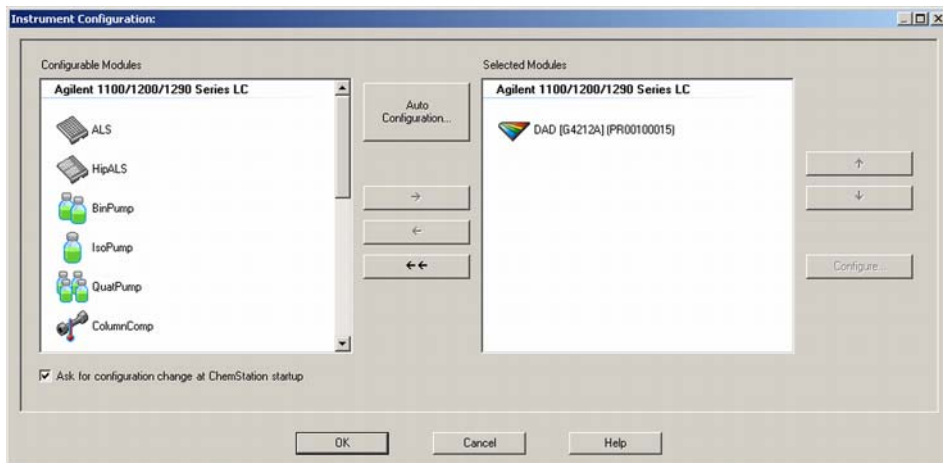 Instrument Configuration:
Configurable Modules
Agilent 1100/1200/1290 Series LC
ALS
HipALS
BinPump
IsoPump
QuatPump
ColumnComp
Auto Configuration...
Selected Modules
Agilent 1100/1200/1290 Series LC
DAD [G4212A] (PR00100015)
Configure...
Ask for configuration change at ChemStation startup
OK
Cancel
Help